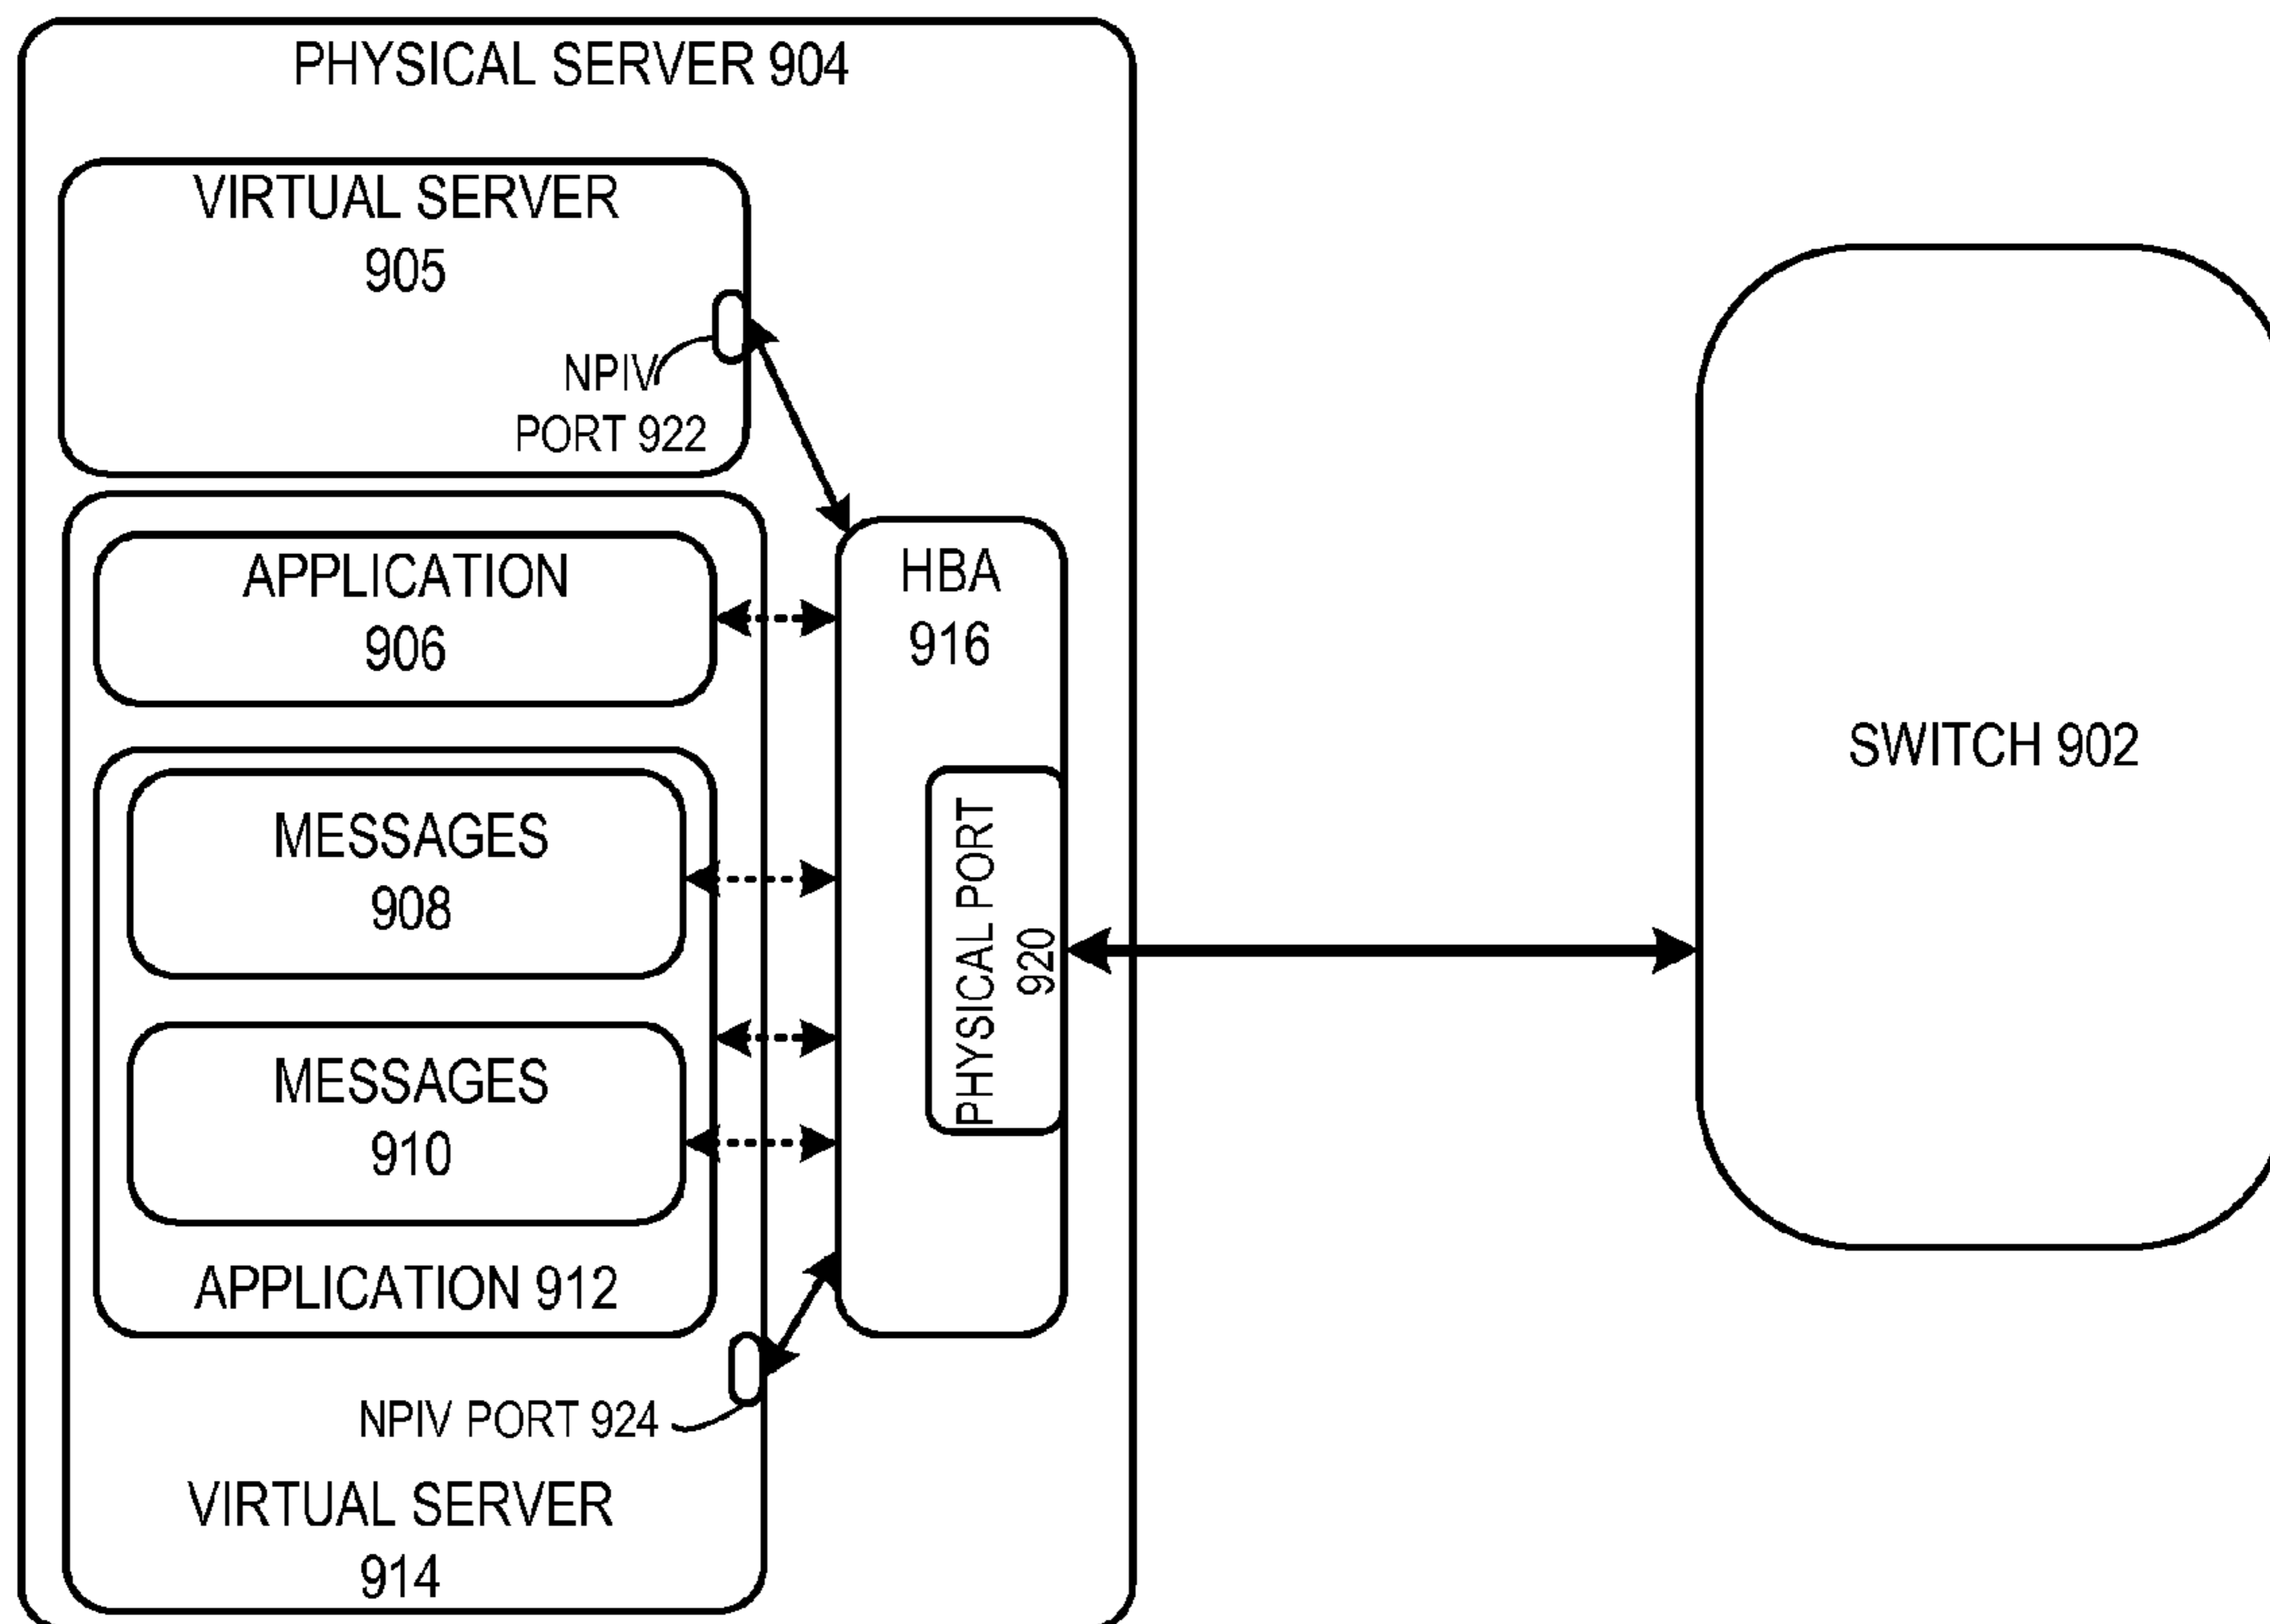 PHYSICAL SERVER 904
VIRTUAL SERVER
905
NPIV
PORT 922
APPLICATION
906
HBA
916
MESSAGES
908
MESSAGES
910
APPLICATION 912
PHYSICAL PORT
920
NPIV PORT 924
VIRTUAL SERVER
914
SWITCH 902